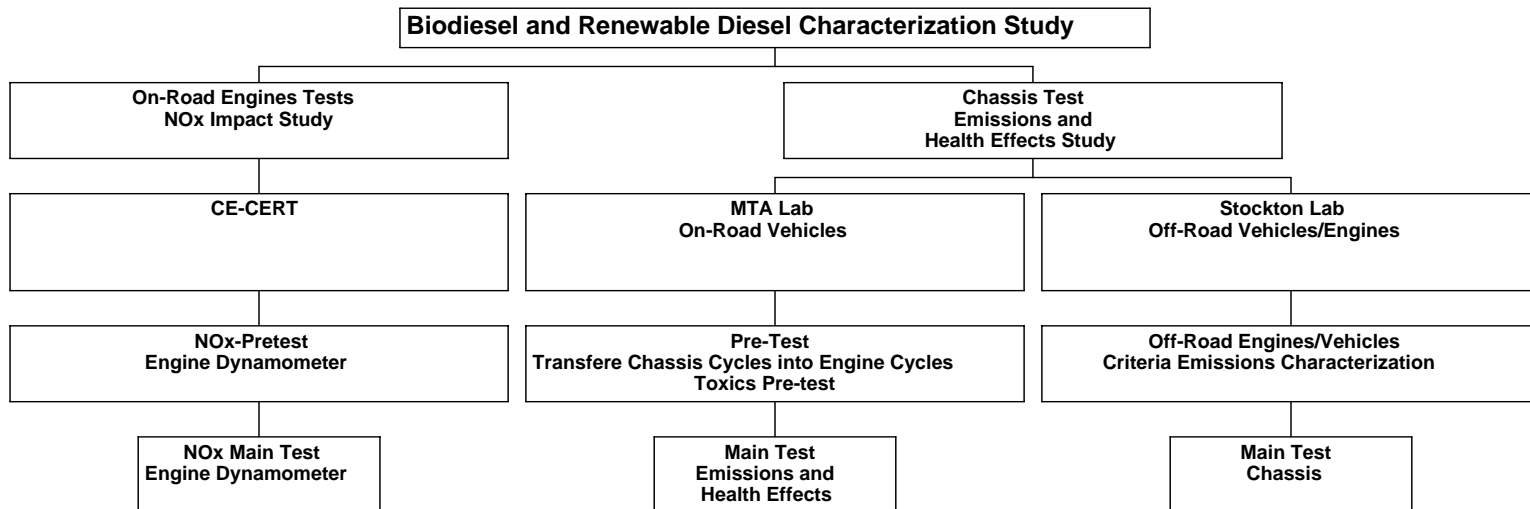 Biodiesel and Renewable Diesel Characterization Study
On-Road Engines Tests
NOx Impact Study
Chassis Test
Emissions and
Health Effects Study
CE-CERT
MTA Lab
On-Road Vehicles
Stockton Lab
Off-Road Vehicles/Engines
NOx-Pretest
Engine Dynamometer
Pre-Test
Transfere Chassis Cycles into Engine Cycles
Toxics Pre-test
Off-Road Engines/Vehicles
Criteria Emissions Characterization
NOx Main Test
Engine Dynamometer
Main Test
Emissions and
Health Effects
Main Test
Chassis